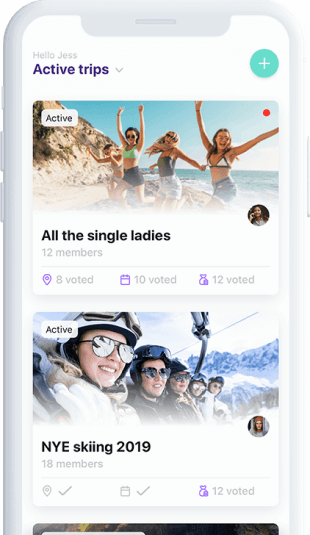 Hello Jess
Active trips
Active
All the single ladies
12 members
8 voted 10 voted 12 voted
Active
NYE skiing 2019
18 members
12 voted